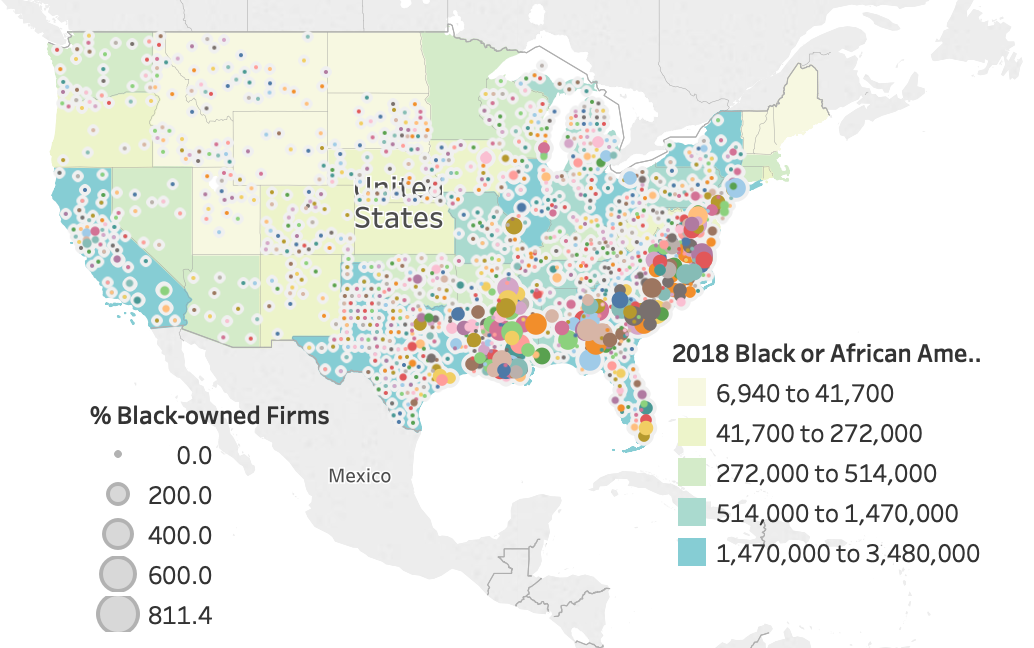 United
States
2018 Black or African Ame..
6,940 to 41,700
41,700 to 272,000
272,000 to 514,000
514,000 to 1,470,000
1,470,000 to 3,480,000
% Black-owned Firms
0.0
200.0
400.0
600.0
811.4
Mexico